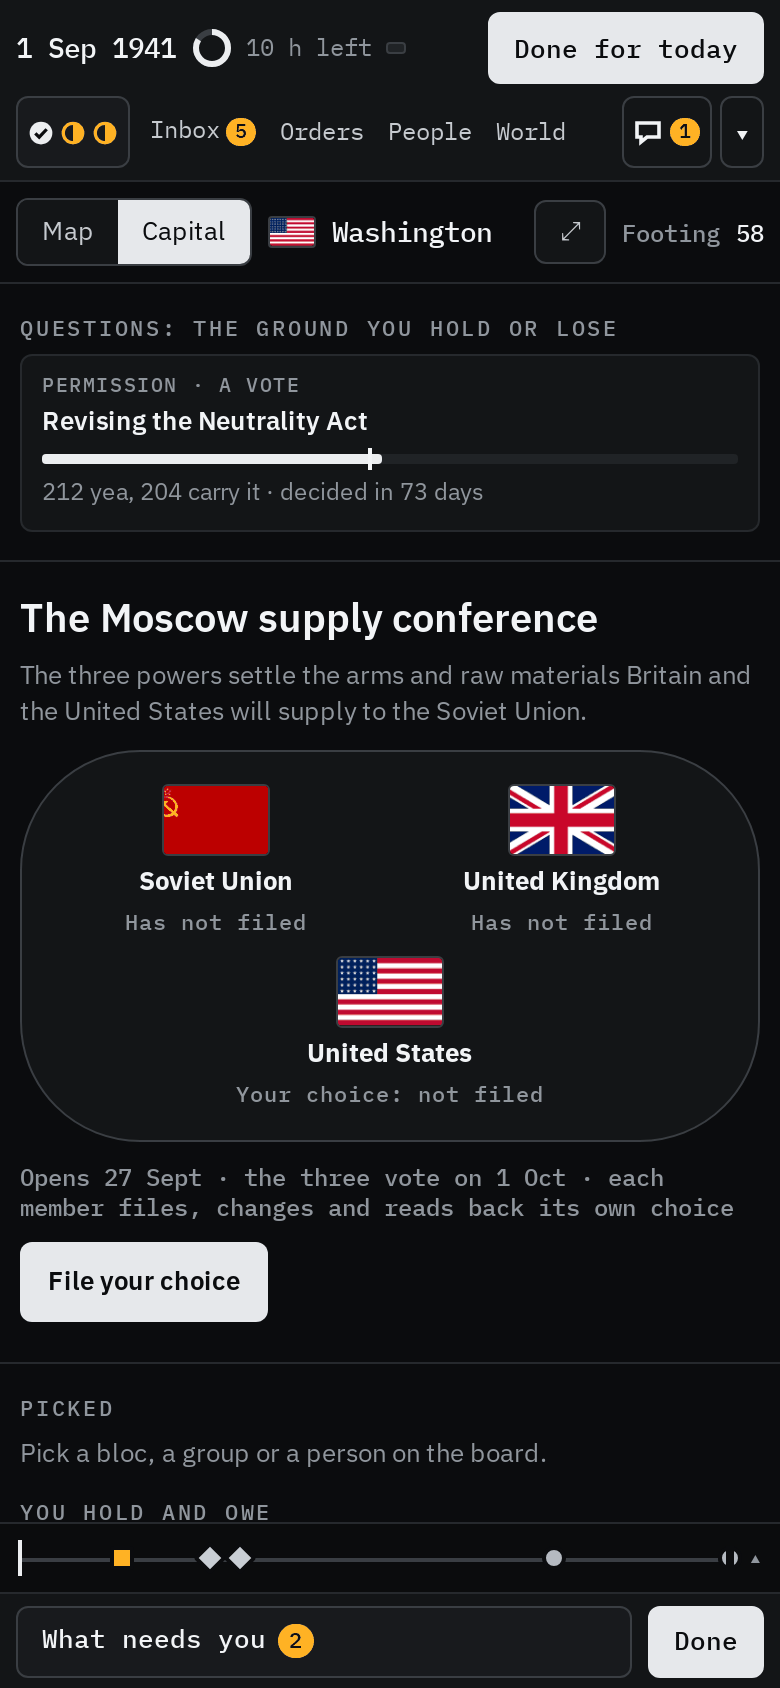 1 Sep 1941 10 h left Done for today
Inbox 5 Orders People World 1
Map Capital Washington Footing 58
QUESTIONS: THE GROUND YOU HOLD OR LOSE
PERMISSION · A VOTE
Revising the Neutrality Act
212 yea, 204 carry it · decided in 73 days
The Moscow supply conference
The three powers settle the arms and raw materials Britain and
the United States will supply to the Soviet Union.
Soviet Union United Kingdom
Has not filed Has not filed
United States
Your choice: not filed
Opens 27 Sept · the three vote on 1 Oct · each
member files, changes and reads back its own choice
File your choice
PICKED
Pick a bloc, a group or a person on the board.
YOU HOLD AND OWE
What needs you 2 Done